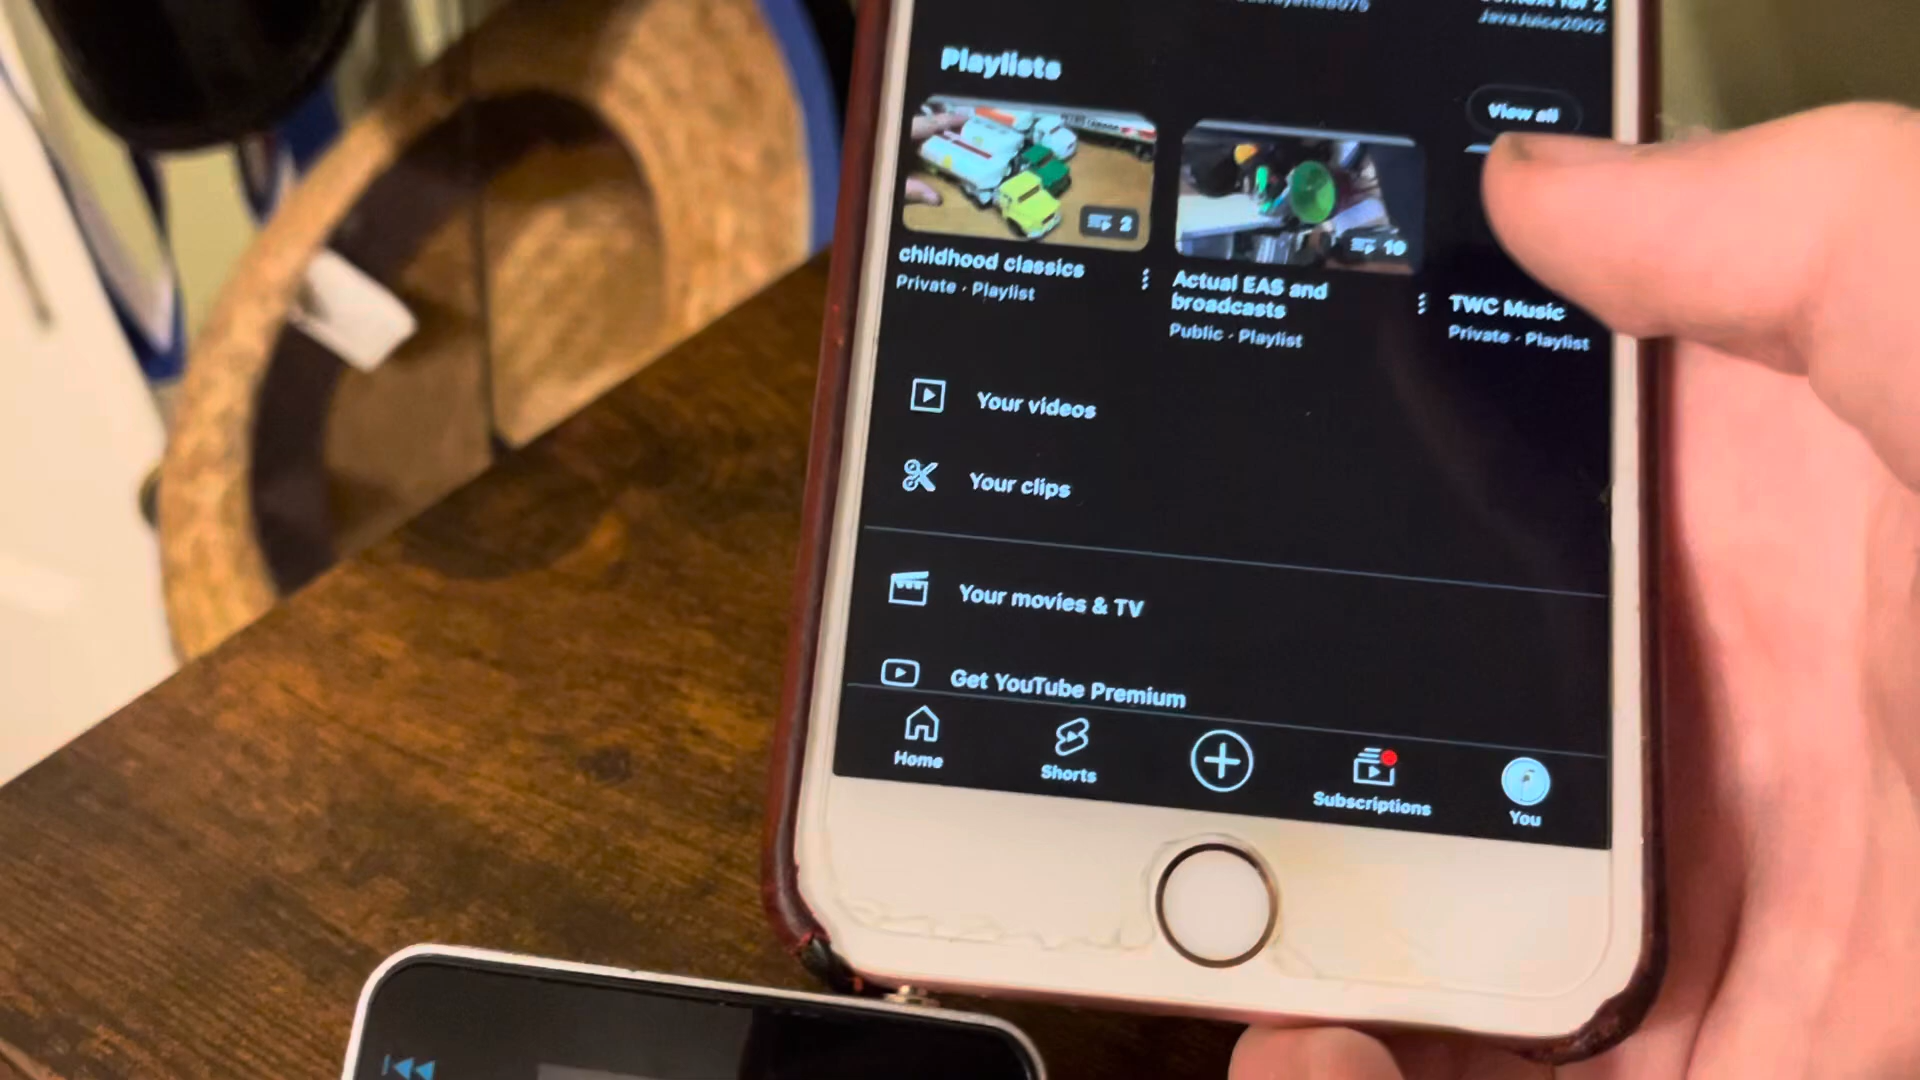 JavaJuice2002
Playlists
View all
2
10
childhood classics
Private · Playlist
Actual EAS and
broadcasts
Public · Playlist
TWC Music
Private · Playlist
Your videos
Your clips
Your movies & TV
Get YouTube Premium
Home
Shorts
Subscriptions
You